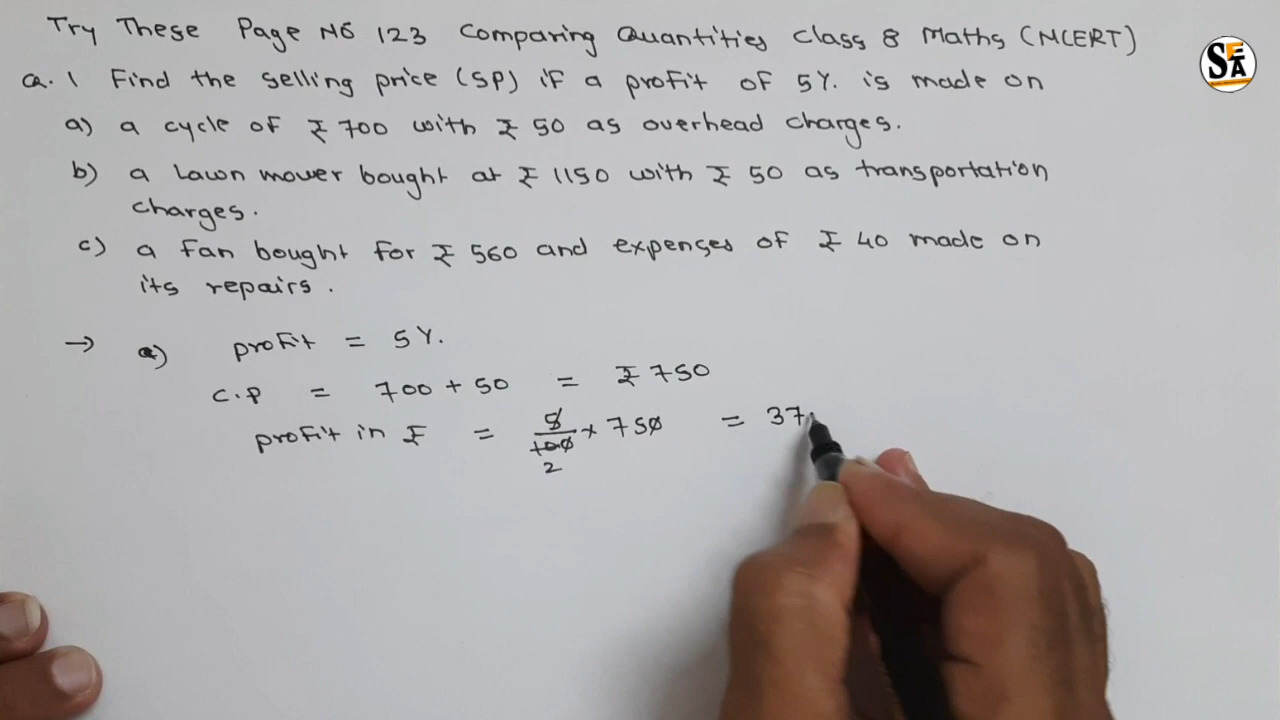 Try These Page No 123 Comparing Quantities Class 8 Maths (NCERT)
Q. 1 Find the selling price (SP) if a profit of 5%. is made on
a) a cycle of ₹ 700 with ₹ 50 as overhead charges.
b) a lawn mower bought at ₹ 1150 with ₹ 50 as transportation
charges.
c) a fan bought for ₹ 560 and expenses of ₹ 40 made on
its repairs.
→ a) profit = 5%.
C.P = 700 + 50 = ₹ 750
profit in ₹ = 5/100 × 750 = 37
2
SFA